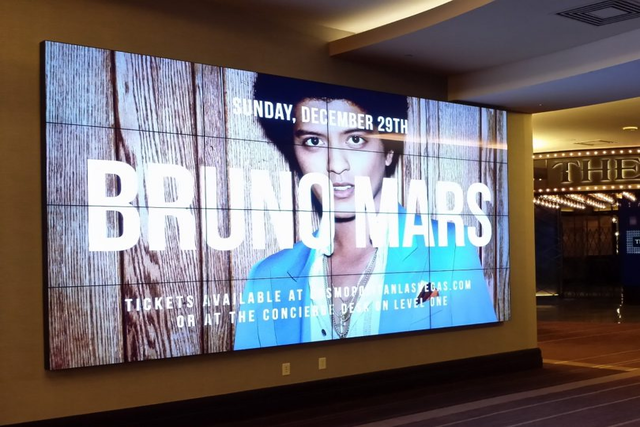 SUNDAY, DECEMBER 29TH
BRUNO MARS
TICKETS AVAILABLE AT COSMOPOLITANLASVEGAS.COM
OR AT THE CONCIERGE DESK ON LEVEL ONE
THE